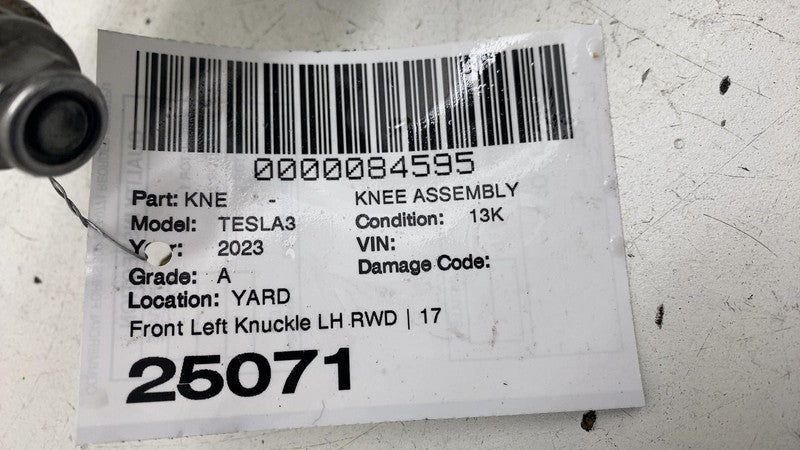 0000084595
Part: KNE - KNEE ASSEMBLY
Model: TESLA3 Condition: 13K
2023 VIN:
Grade: A Damage Code:
Location: YARD
Front Left Knuckle LH RWD | 17
25071